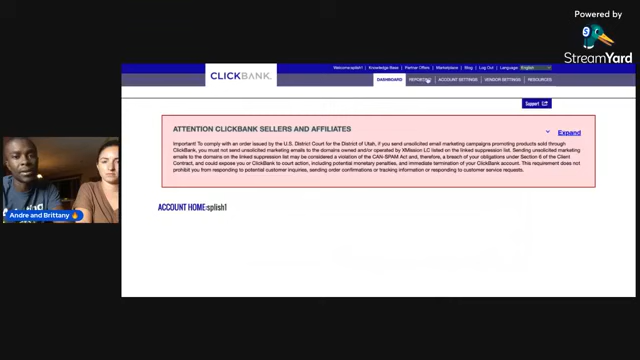 Powered by
StreamYard
Welcome:splish1 | Knowledge Base | Partner Offers | Marketplace | Blog | Log Out | Language: English
CLICKBANK
DASHBOARD REPORTING ACCOUNT SETTINGS VENDOR SETTINGS RESOURCES
Support
ATTENTION CLICKBANK SELLERS AND AFFILIATES
Expand
Important! To comply with an order issued by the U.S. District Court for the District of Utah, if you send unsolicited email marketing campaigns promoting products sold through
ClickBank, you must not send unsolicited marketing emails to the domains owned and/or operated by XMission LC listed on the linked suppression list. Sending unsolicited marketing
emails to the domains on the linked suppression list may be considered a violation of the CAN-SPAM Act and, therefore, a breach of your obligations under Section 6 of the Client
Contract, and could expose you to court action, including potential monetary penalties, and immediate termination of your ClickBank account. This requirement does not
prohibit you from responding to potential customer inquiries, sending order confirmations or tracking information or responding to customer service requests.
ACCOUNT HOME:splish1
Andre and Brittany 🔥